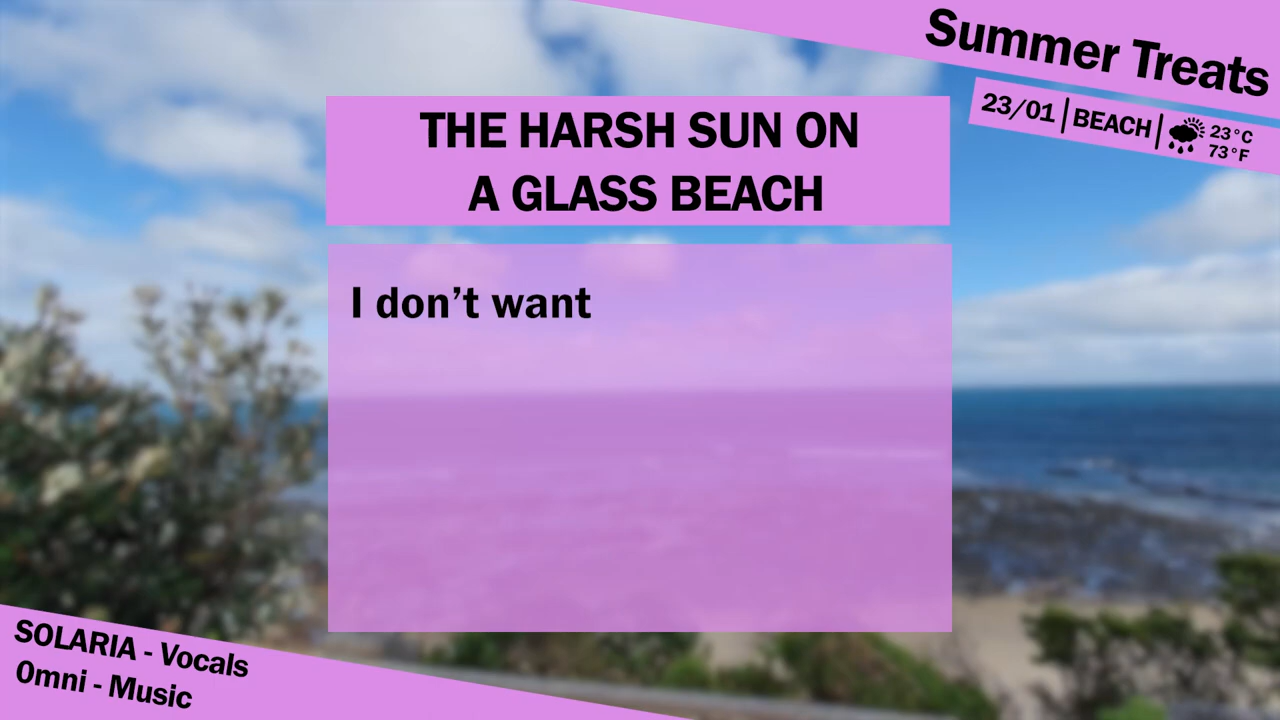 Summer Treats
23/01 | BEACH | 23°C
73°F
THE HARSH SUN ON
A GLASS BEACH
I don’t want
SOLARIA - Vocals
0mni - Music